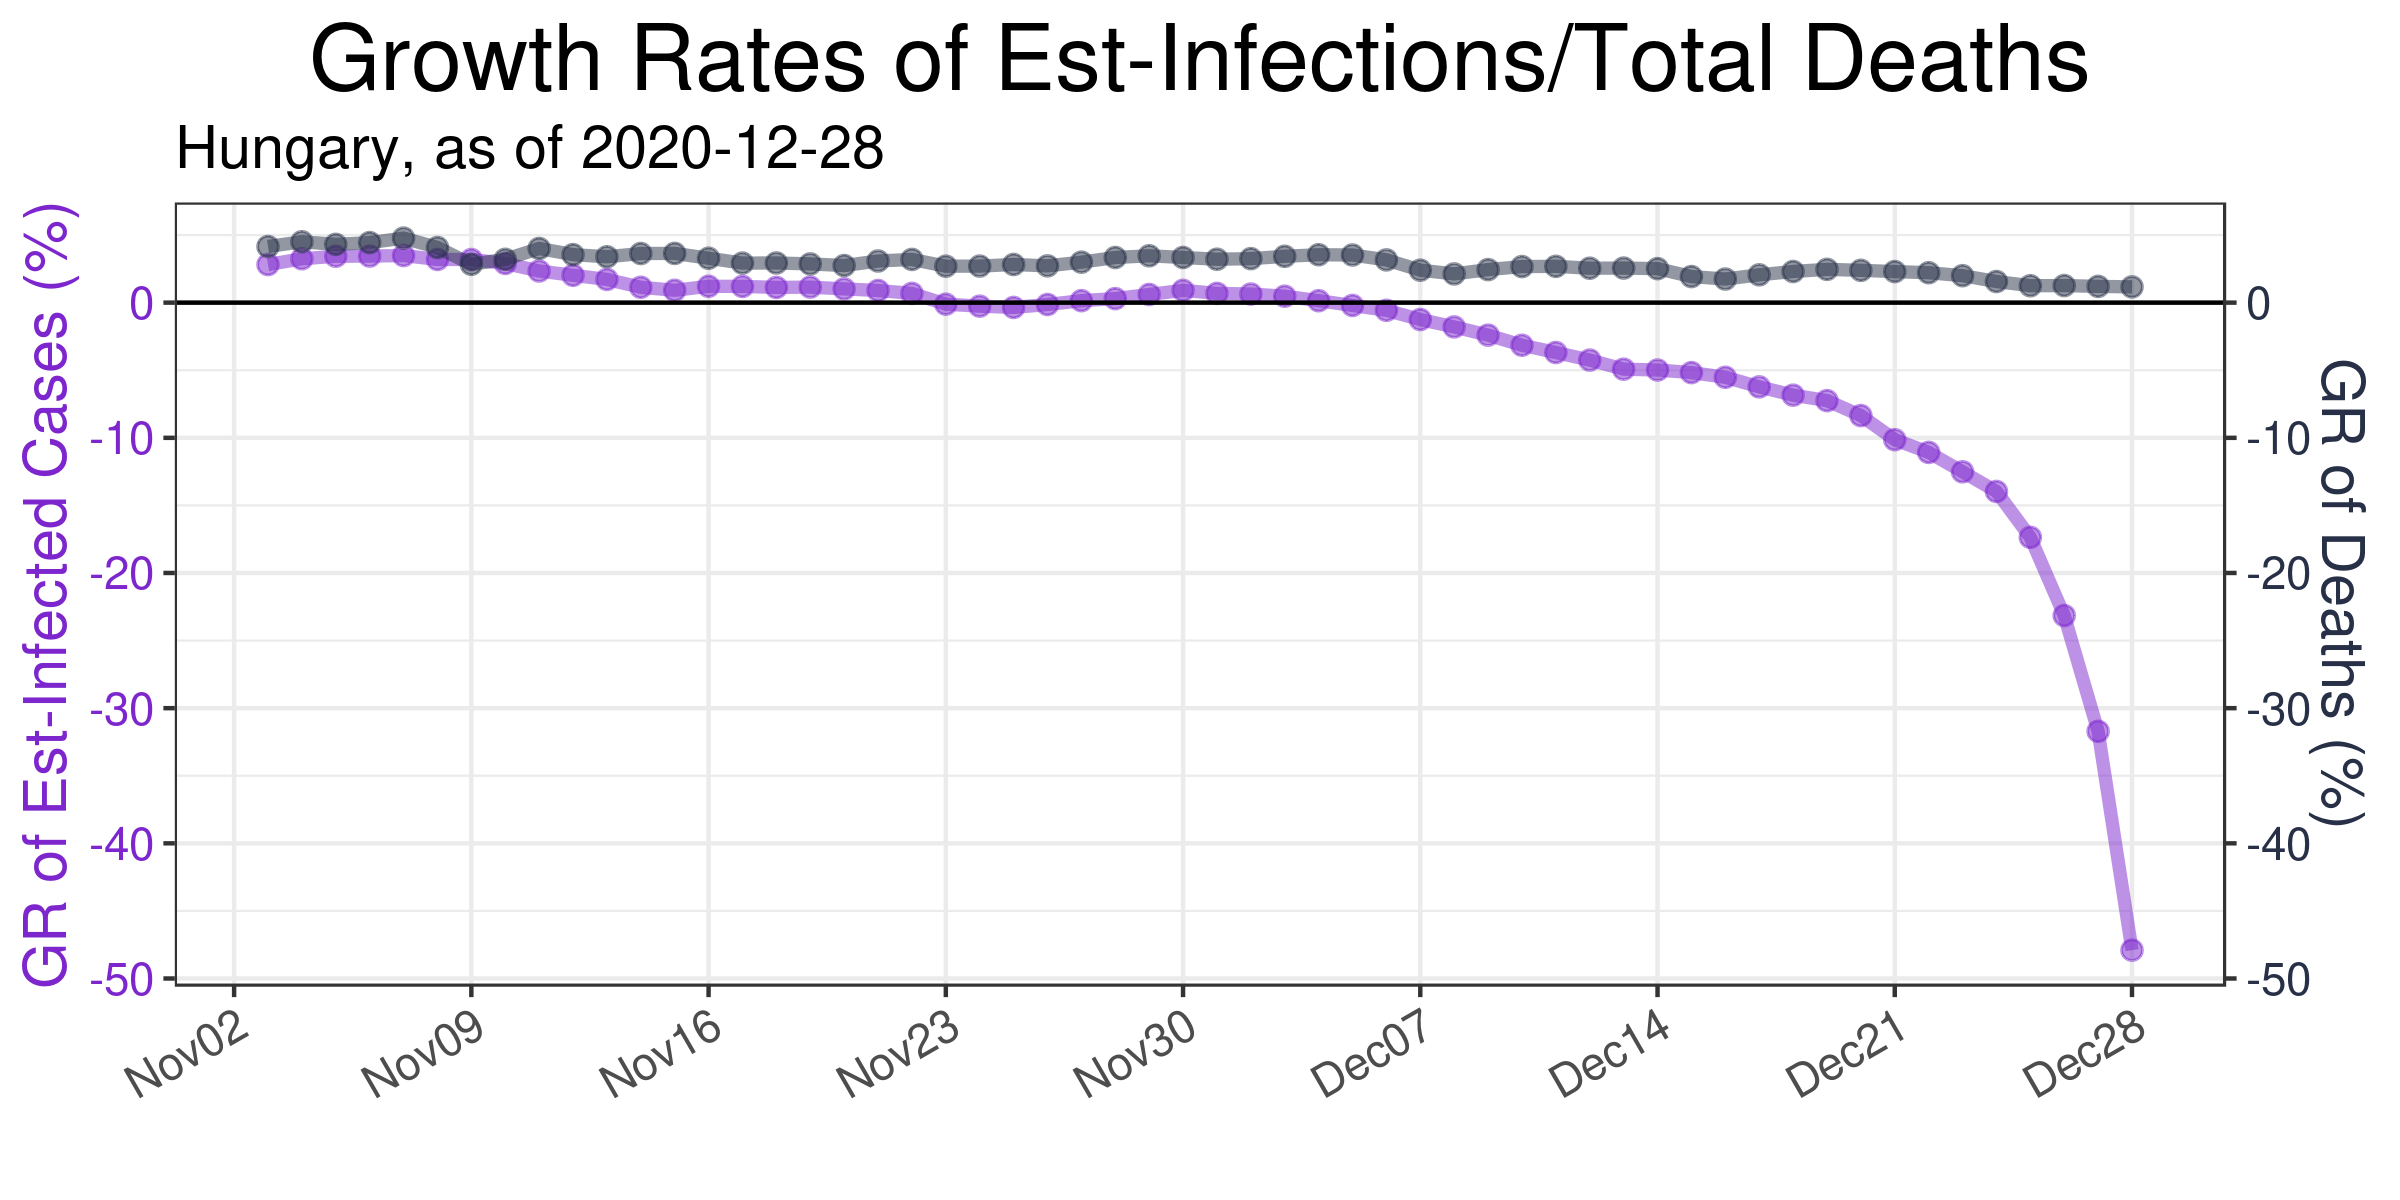 Growth Rates of Est-Infections/Total Deaths
Hungary, as of 2020-12-28
GR of Est-Infected Cases (%)
0
-10
-20
-30
-40
-50
0
-10
-20
-30
-40
-50
GR of Deaths (%)
Nov02
Nov09
Nov16
Nov23
Nov30
Dec07
Dec14
Dec21
Dec28